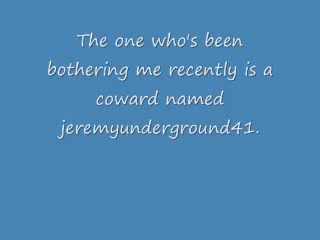 The one who's been
bothering me recently is a
coward named
jeremyunderground41.